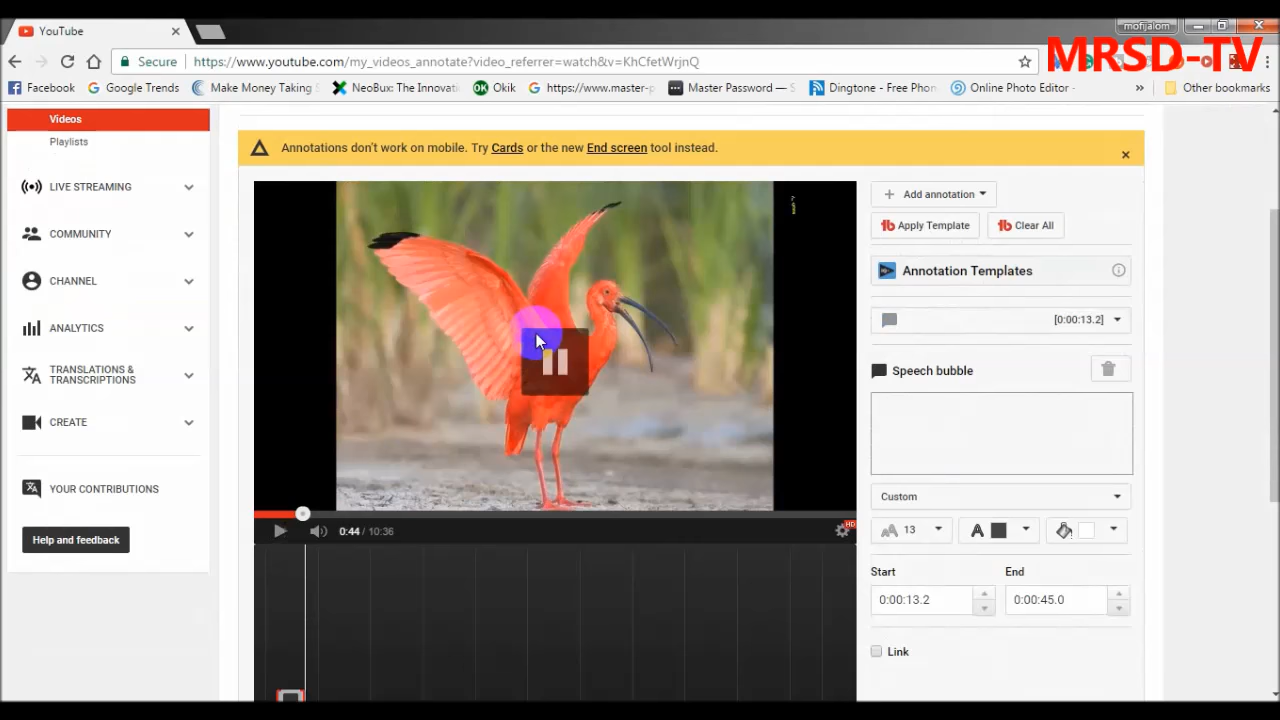 YouTube
mofijalom
MRSD-TV
Secure
https://www.youtube.com/my_videos_annotate?video_referrer=watch&v=KhCfetWrjnQ
Facebook
Google Trends
Make Money Taking
NeoBux: The Innovat
Okik
https://www.master-p
Master Password —
Dingtone - Free Phon
Online Photo Editor -
»
Other bookmarks
Videos
Playlists
LIVE STREAMING
COMMUNITY
CHANNEL
ANALYTICS
TRANSLATIONS &
TRANSCRIPTIONS
CREATE
YOUR CONTRIBUTIONS
Help and feedback
Annotations don't work on mobile. Try Cards or the new End screen tool instead.
0:44 / 10:36
HD
+ Add annotation
Apply Template
Clear All
Annotation Templates
[0:00:13.2]
Speech bubble
Custom
13
A
Start
End
0:00:13.2
0:00:45.0
Link